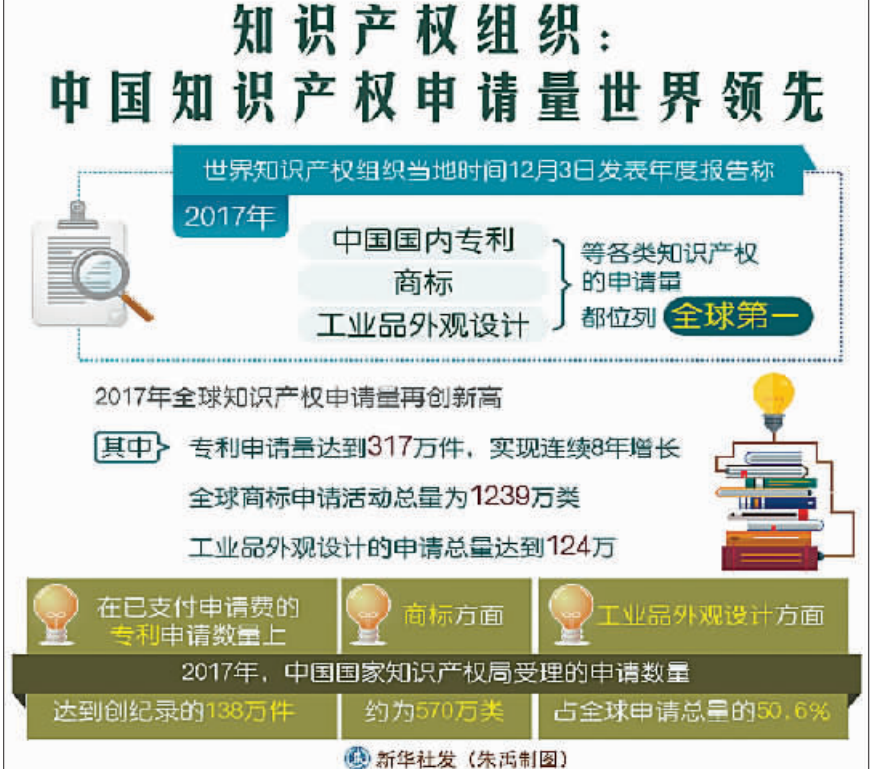 知识产权组织：
中国知识产权申请量世界领先
世界知识产权组织当地时间12月3日发表年度报告称
2017年
中国国内专利
商标
工业品外观设计
等各类知识产权
的申请量
都位列 全球第一
2017年全球知识产权申请量再创新高
其中 专利申请量达到317万件，实现连续8年增长
全球商标申请活动总量为1239万类
工业品外观设计的申请总量达到124万
在已支付申请费的
专利申请数量上
商标方面
工业品外观设计方面
2017年，中国国家知识产权局受理的申请数量
达到创纪录的138万件
约为570万类
占全球申请总量的50.6%
新华社发（朱禹制图）